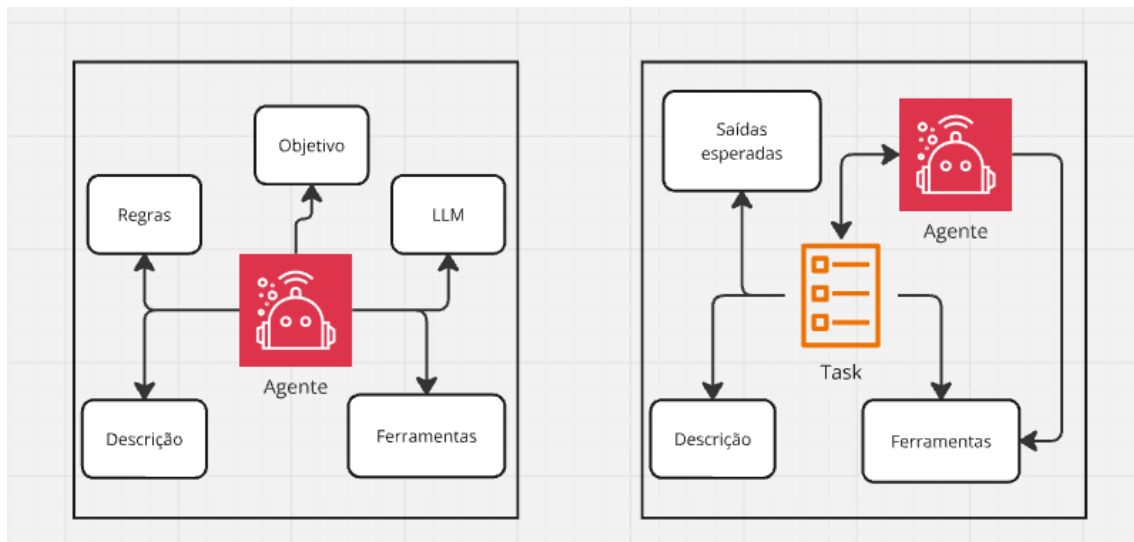 Objetivo
Regras
LLM
Agente
Descrição
Ferramentas
Saídas
esperadas
Agente
Task
Descrição
Ferramentas